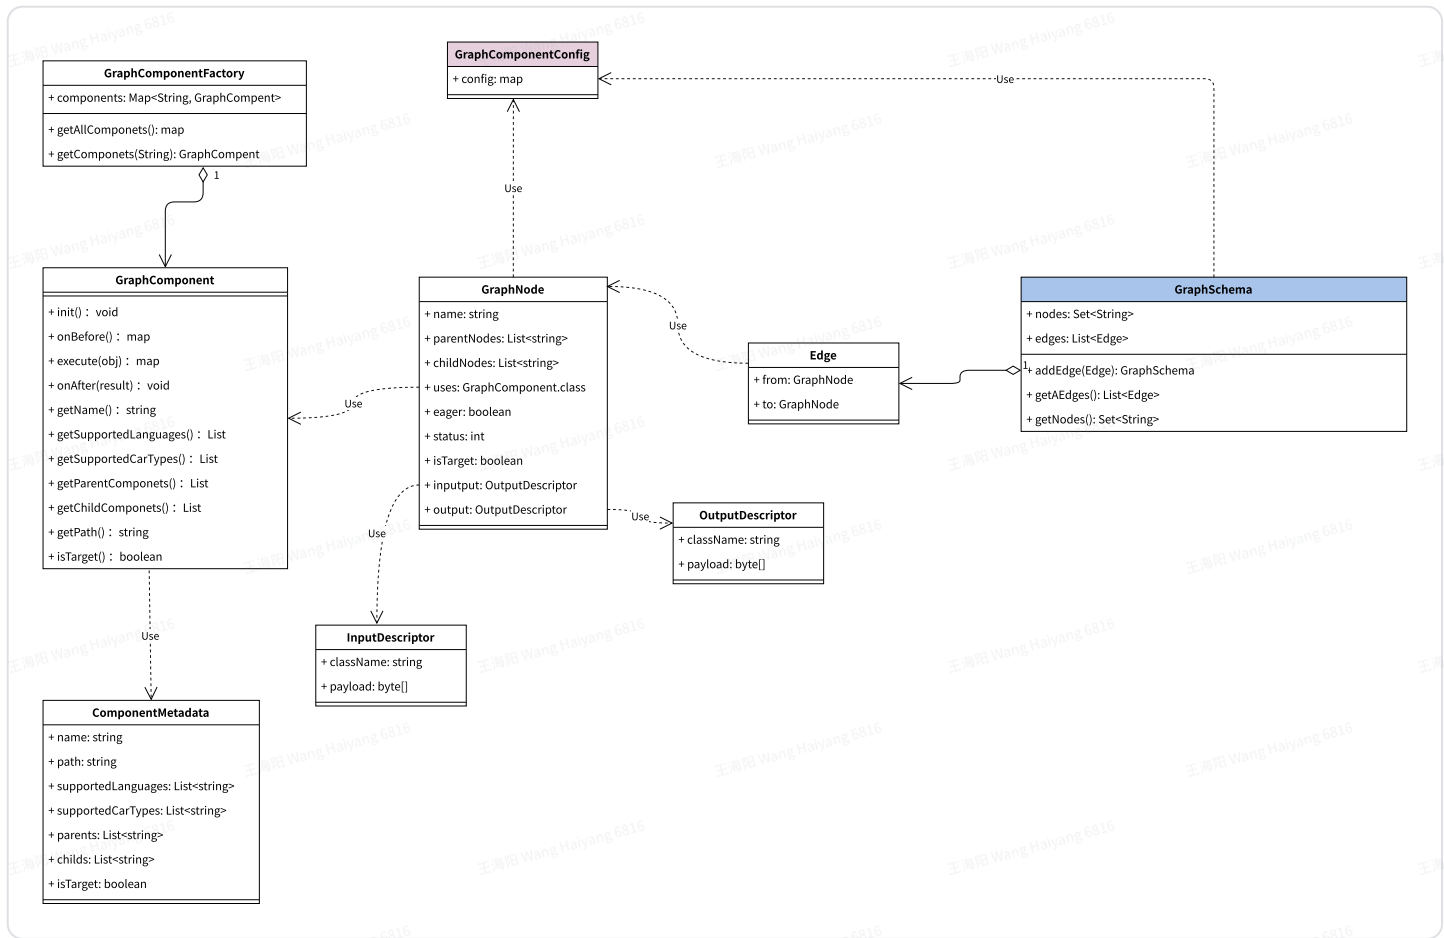 GraphComponentFactory
+ components: Map<String, GraphCompent>
+ getAllComponets(): map
+ getComponets(String): GraphCompent
1
GraphComponentConfig
+ config: map
Use
Use
GraphComponent
+ init()： void
+ onBefore()： map
+ execute(obj)： map
+ onAfter(result)： void
+ getName()： string
+ getSupportedLanguages()： List
+ getSupportedCarTypes()： List
+ getParentComponets()： List
+ getChildComponets()： List
+ getPath()： string
+ isTarget()： boolean
Use
GraphNode
+ name: string
+ parentNodes: List<string>
+ childNodes: List<string>
+ uses: GraphComponent.class
+ eager: boolean
+ status: int
+ isTarget: boolean
+ inputput: OutputDescriptor
+ output: OutputDescriptor
Use
Edge
+ from: GraphNode
+ to: GraphNode
1
GraphSchema
+ nodes: Set<String>
+ edges: List<Edge>
+ addEdge(Edge): GraphSchema
+ getAEdges(): List<Edge>
+ getNodes(): Set<String>
Use
Use
OutputDescriptor
+ className: string
+ payload: byte[]
InputDescriptor
+ className: string
+ payload: byte[]
Use
ComponentMetadata
+ name: string
+ path: string
+ supportedLanguages: List<string>
+ supportedCarTypes: List<string>
+ parents: List<string>
+ childs: List<string>
+ isTarget: boolean
王海阳 Wang Haiyang 6816